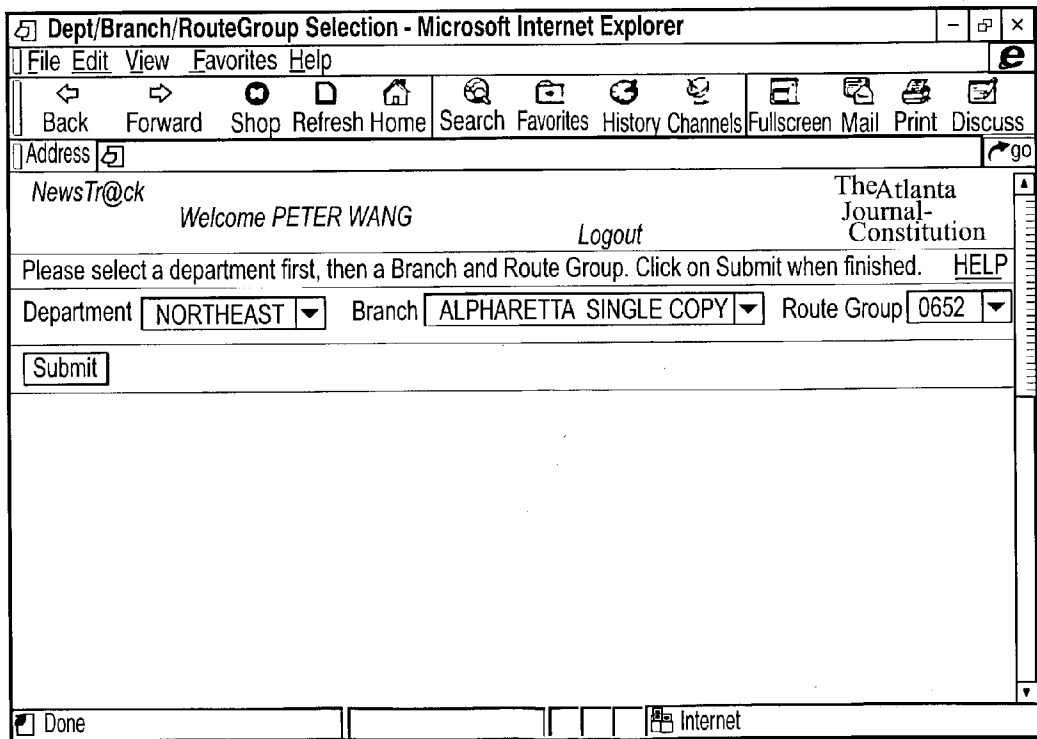 Dept/Branch/RouteGroup Selection - Microsoft Internet Explorer
File Edit View Favorites Help
Back Forward Shop Refresh Home Search Favorites History Channels Fullscreen Mail Print Discuss
Address go
NewsTr@ck
Welcome PETER WANG
Logout
TheAtlanta
Journal-
Constitution
Please select a department first, then a Branch and Route Group. Click on Submit when finished. HELP
Department NORTHEAST Branch ALPHARETTA SINGLE COPY Route Group 0652
Submit
Done Internet